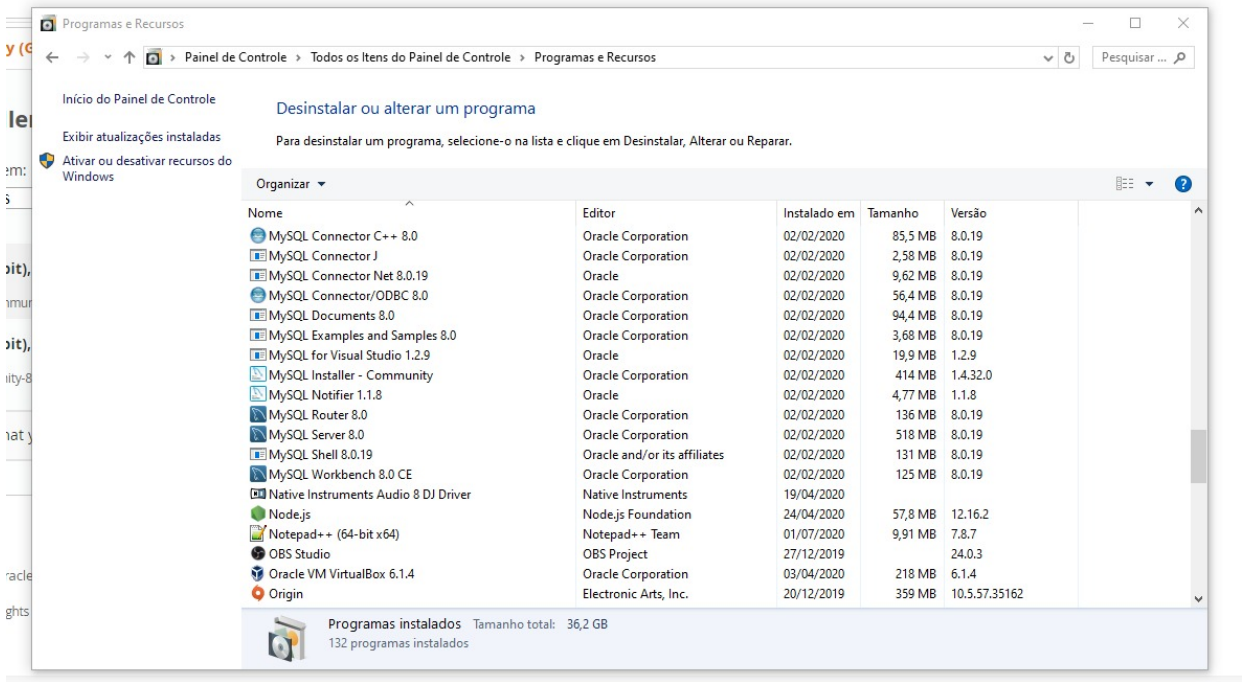 Programas e Recursos
y (G
Painel de Controle > Todos os Itens do Painel de Controle > Programas e Recursos
Pesquisar ...
Início do Painel de Controle
Exibir atualizações instaladas
Ativar ou desativar recursos do
Windows
Desinstalar ou alterar um programa
Para desinstalar um programa, selecione-o na lista e clique em Desinstalar, Alterar ou Reparar.
Organizar
Nome Editor Instalado em Tamanho Versão
MySQL Connector C++ 8.0 Oracle Corporation 02/02/2020 85,5 MB 8.0.19
MySQL Connector J Oracle Corporation 02/02/2020 2,58 MB 8.0.19
MySQL Connector Net 8.0.19 Oracle 02/02/2020 9,62 MB 8.0.19
MySQL Connector/ODBC 8.0 Oracle Corporation 02/02/2020 56,4 MB 8.0.19
MySQL Documents 8.0 Oracle Corporation 02/02/2020 94,4 MB 8.0.19
MySQL Examples and Samples 8.0 Oracle Corporation 02/02/2020 3,68 MB 8.0.19
MySQL for Visual Studio 1.2.9 Oracle 02/02/2020 19,9 MB 1.2.9
MySQL Installer - Community Oracle Corporation 02/02/2020 414 MB 1.4.32.0
MySQL Notifier 1.1.8 Oracle 02/02/2020 4,77 MB 1.1.8
MySQL Router 8.0 Oracle Corporation 02/02/2020 136 MB 8.0.19
MySQL Server 8.0 Oracle Corporation 02/02/2020 518 MB 8.0.19
MySQL Shell 8.0.19 Oracle and/or its affiliates 02/02/2020 131 MB 8.0.19
MySQL Workbench 8.0 CE Oracle Corporation 02/02/2020 125 MB 8.0.19
Native Instruments Audio 8 DJ Driver Native Instruments 19/04/2020
Node.js Node.js Foundation 24/04/2020 57,8 MB 12.16.2
Notepad++ (64-bit x64) Notepad++ Team 01/07/2020 9,91 MB 7.8.7
OBS Studio OBS Project 27/12/2019 24.0.3
Oracle VM VirtualBox 6.1.4 Oracle Corporation 03/04/2020 218 MB 6.1.4
Origin Electronic Arts, Inc. 20/12/2019 359 MB 10.5.57.35162
Programas instalados Tamanho total: 36,2 GB
132 programas instalados